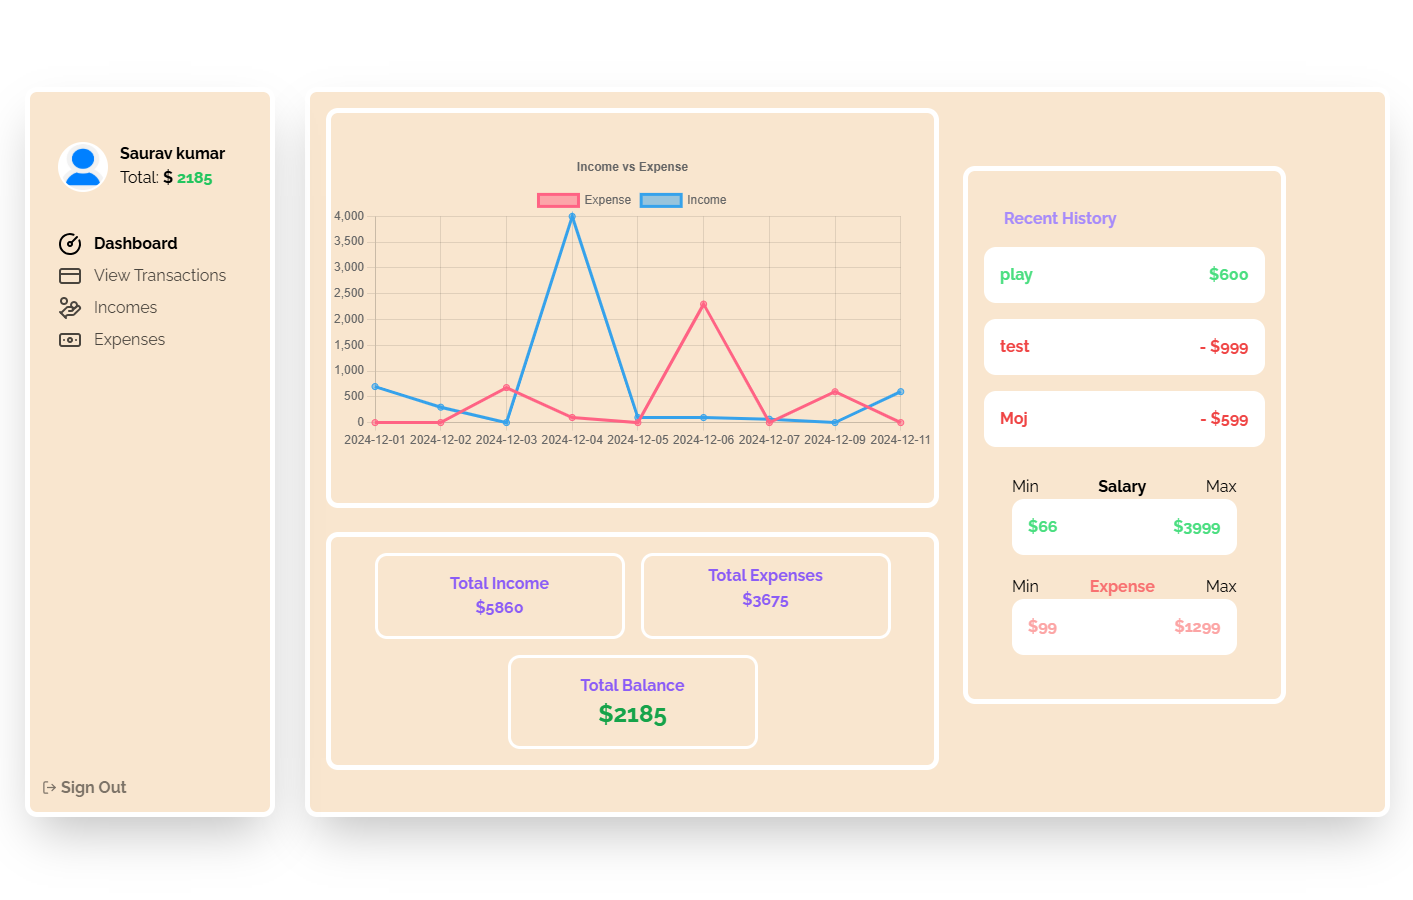 Saurav kumar
Total: $ 2185
Dashboard
View Transactions
Incomes
Expenses
Sign Out
Income vs Expense
Expense Income
4,000
3,500
3,000
2,500
2,000
1,500
1,000
500
0
2024-12-01 2024-12-02 2024-12-03 2024-12-04 2024-12-05 2024-12-06 2024-12-07 2024-12-09 2024-12-11
Total Income
$5860
Total Expenses
$3675
Total Balance
$2185
Recent History
play $600
test - $999
Moj - $599
Min Salary Max
$66 $3999
Min Expense Max
$99 $1299